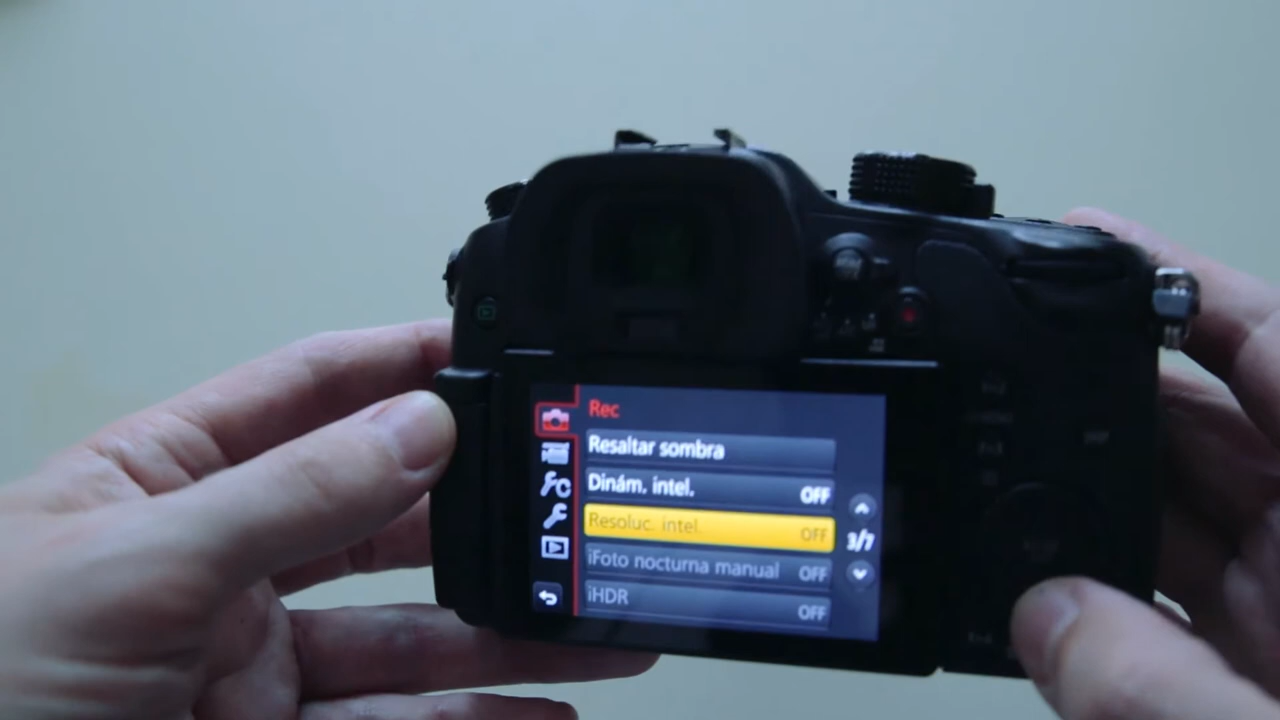 Rec
Resaltar sombra
Dinám. intel. OFF
Resoluc. intel. OFF
3/7
iFoto nocturna manual OFF
iHDR OFF